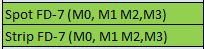 Spot FD-7 (M0, M1 M2,M3)
Strip FD-7 (M0, M1 M2,M3)